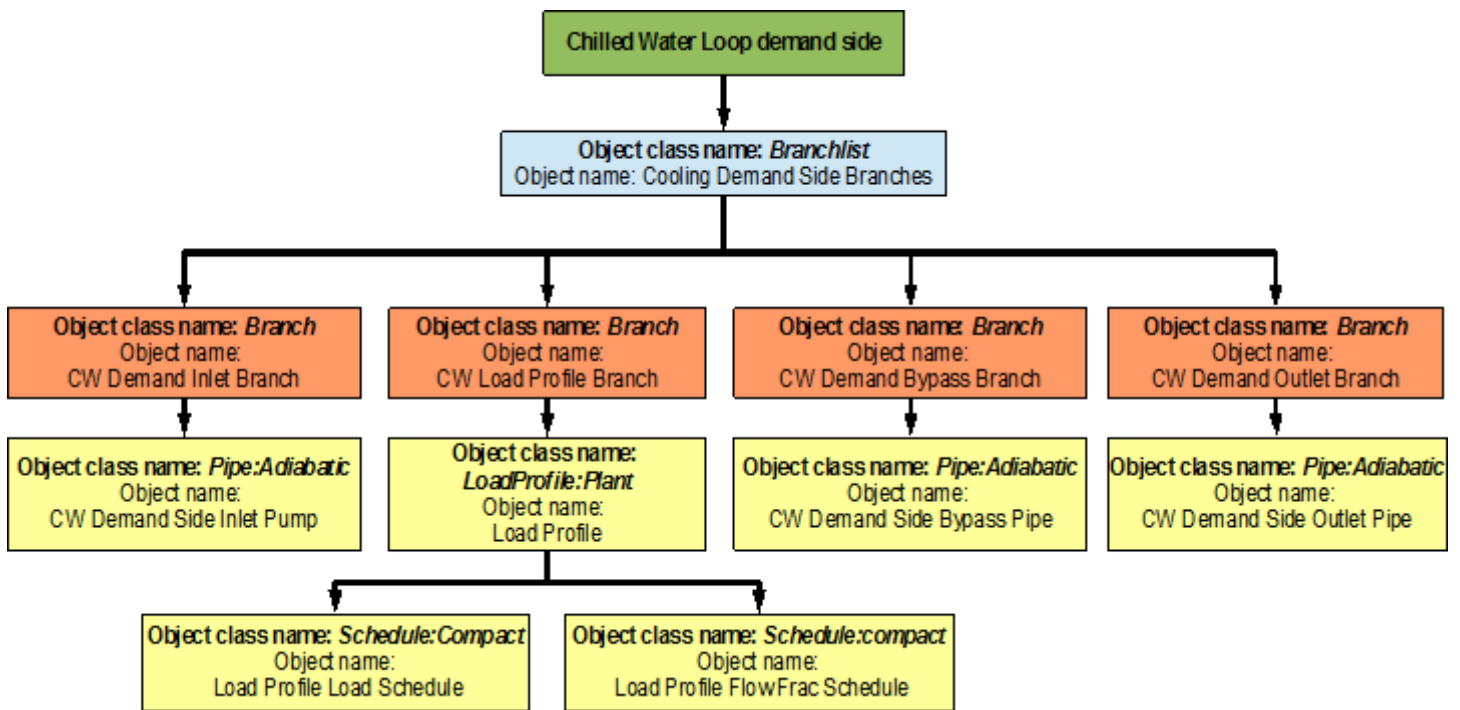 Chilled Water Loop demand side
Object class name: Branchlist
Object name: Cooling Demand Side Branches
Object class name: Branch
Object name:
CW Demand Inlet Branch
Object class name: Branch
Object name:
CW Load Profile Branch
Object class name: Branch
Object name:
CW Demand Bypass Branch
Object class name: Branch
Object name:
CW Demand Outlet Branch
Object class name: Pipe:Adiabatic
Object name:
CW Demand Side Inlet Pump
Object class name:
LoadProfile:Plant
Object name:
Load Profile
Object class name: Pipe:Adiabatic
Object name:
CW Demand Side Bypass Pipe
Object class name: Pipe:Adiabatic
Object name:
CW Demand Side Outlet Pipe
Object class name: Schedule:Compact
Object name:
Load Profile Load Schedule
Object class name: Schedule:compact
Object name:
Load Profile FlowFrac Schedule